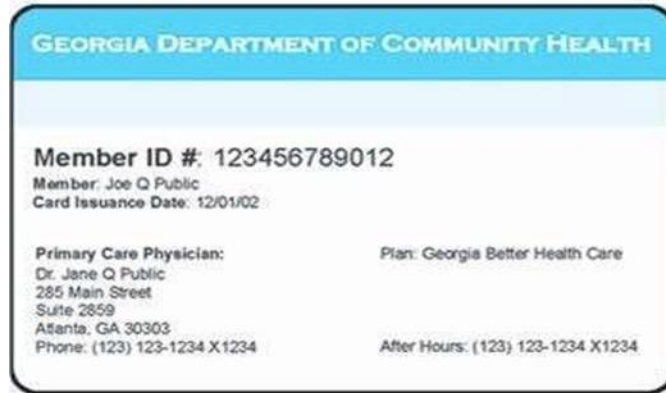 GEORGIA DEPARTMENT OF COMMUNITY HEALTH
Member ID #: 123456789012
Member: Joe Q Public
Card Issuance Date: 12/01/02
Primary Care Physician:
Dr. Jane Q Public
285 Main Street
Suite 2859
Atlanta, GA 30303
Phone: (123) 123-1234 X1234
Plan: Georgia Better Health Care
After Hours: (123) 123-1234 X1234